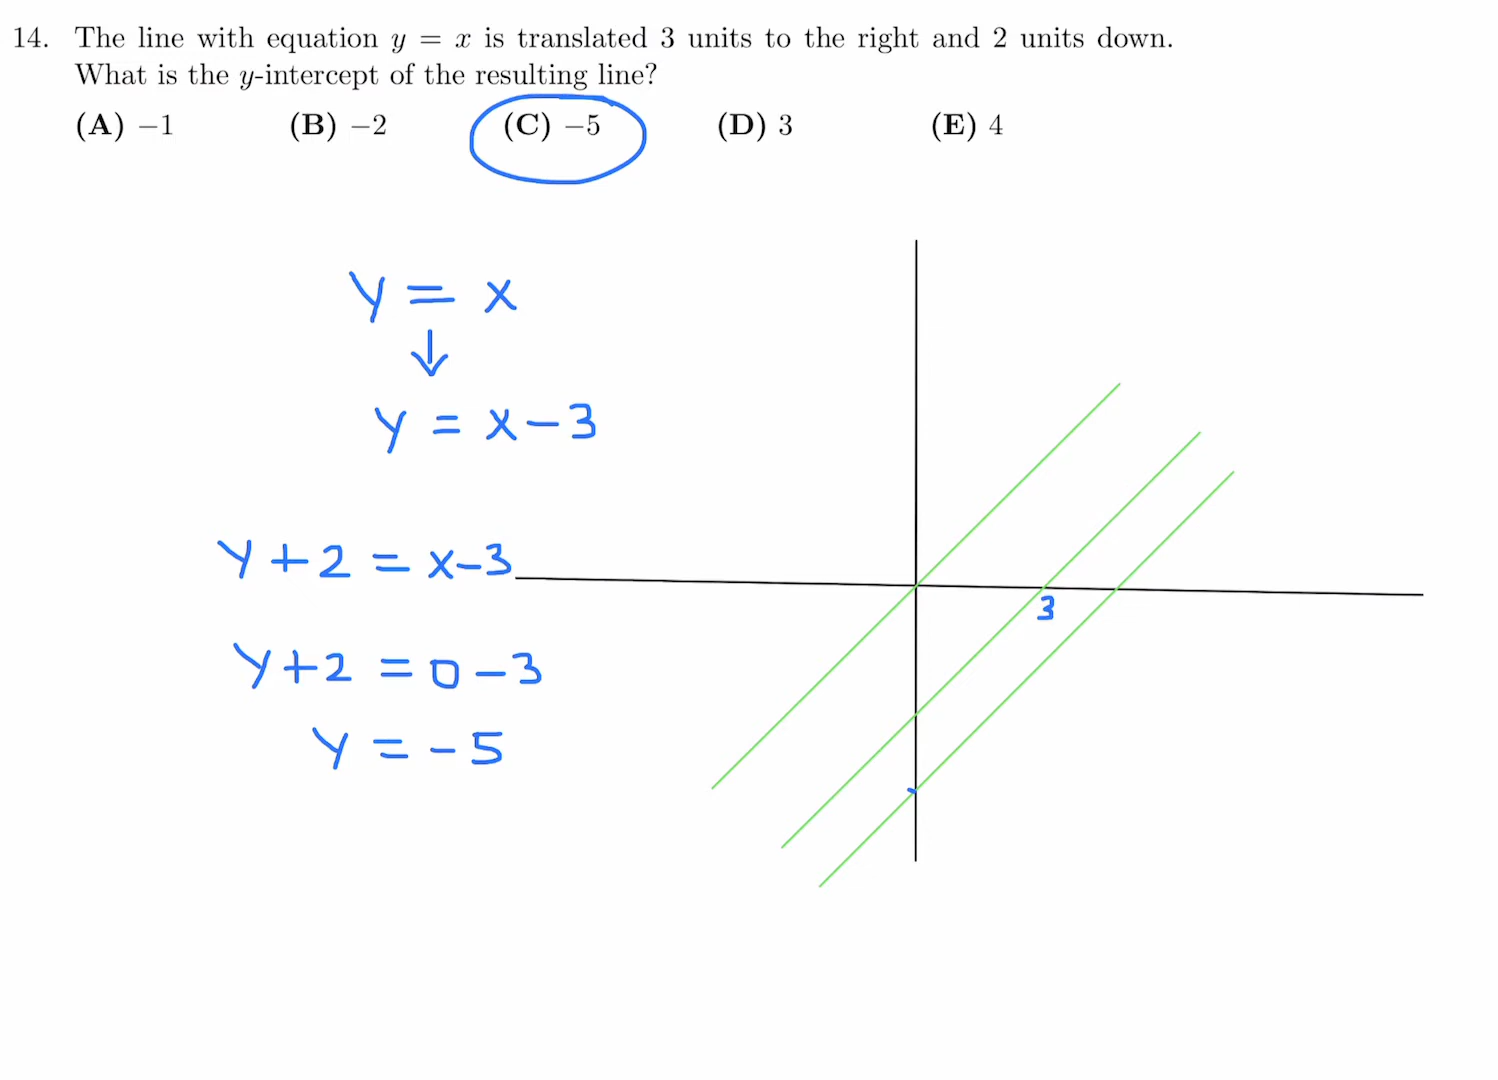 14. The line with equation y = x is translated 3 units to the right and 2 units down.
What is the y-intercept of the resulting line?
(A) −1 (B) −2 (C) −5 (D) 3 (E) 4
y = x
↓
y = x − 3
y + 2 = x − 3
3
y + 2 = 0 − 3
y = − 5